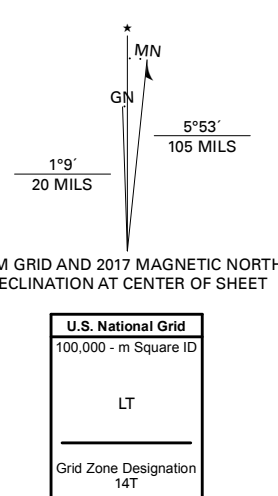 ★
MN
GN
5°53´
105 MILS
1°9´
20 MILS
M GRID AND 2017 MAGNETIC NORTH
ECLINATION AT CENTER OF SHEET
U.S. National Grid
100,000 - m Square ID
LT
Grid Zone Designation
14T